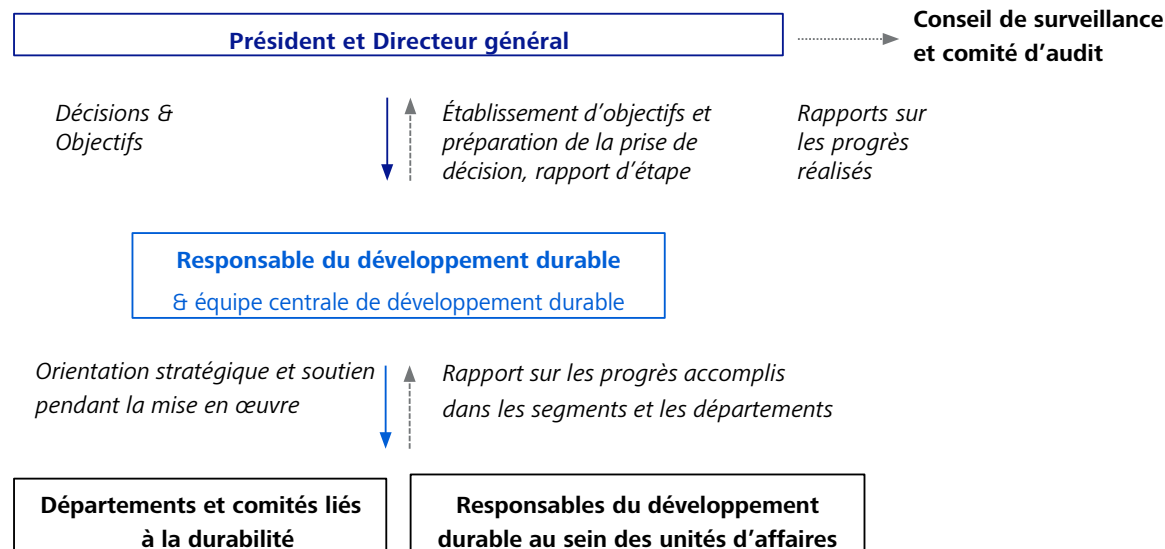 Président et Directeur général
Conseil de surveillance
et comité d’audit
Décisions &
Objectifs
Établissement d’objectifs et
préparation de la prise de
décision, rapport d’étape
Rapports sur
les progrès
réalisés
Responsable du développement durable
& équipe centrale de développement durable
Orientation stratégique et soutien
pendant la mise en œuvre
Rapport sur les progrès accomplis
dans les segments et les départements
Départements et comités liés
à la durabilité
Responsables du développement
durable au sein des unités d’affaires